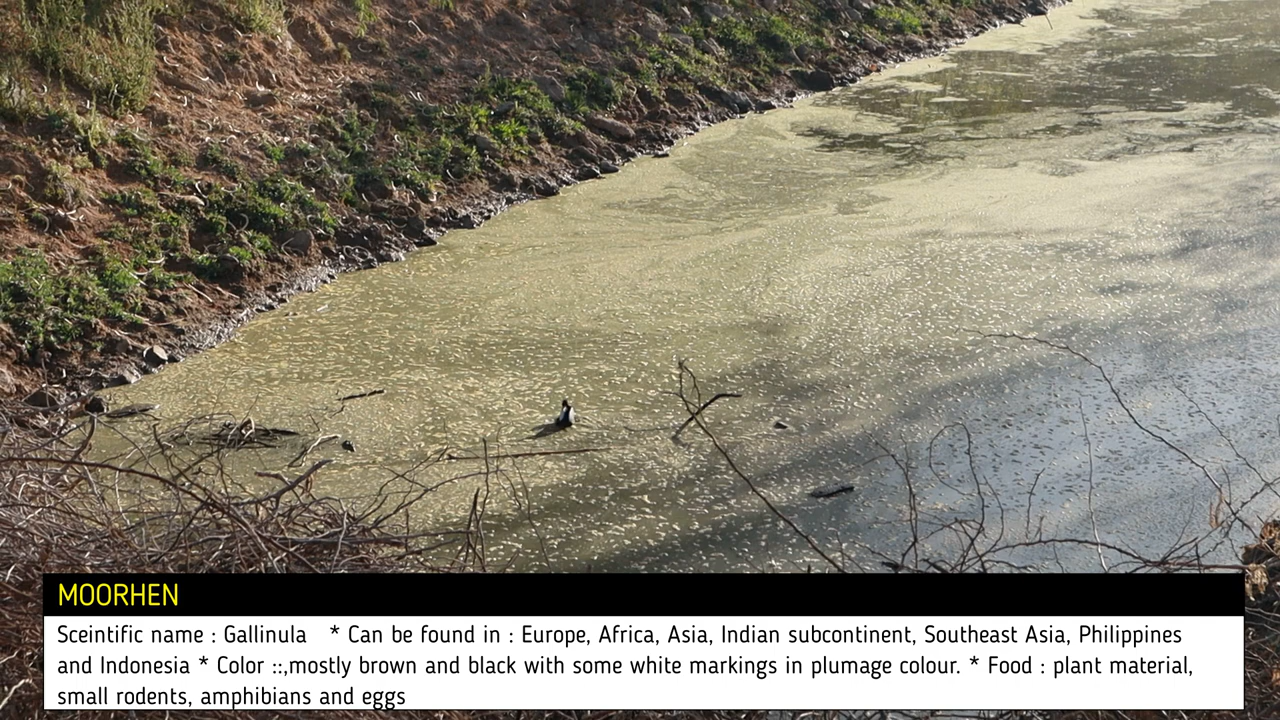 MOORHEN
Sceintific name : Gallinula * Can be found in : Europe, Africa, Asia, Indian subcontinent, Southeast Asia, Philippines
and Indonesia * Color ::,mostly brown and black with some white markings in plumage colour. * Food : plant material,
small rodents, amphibians and eggs